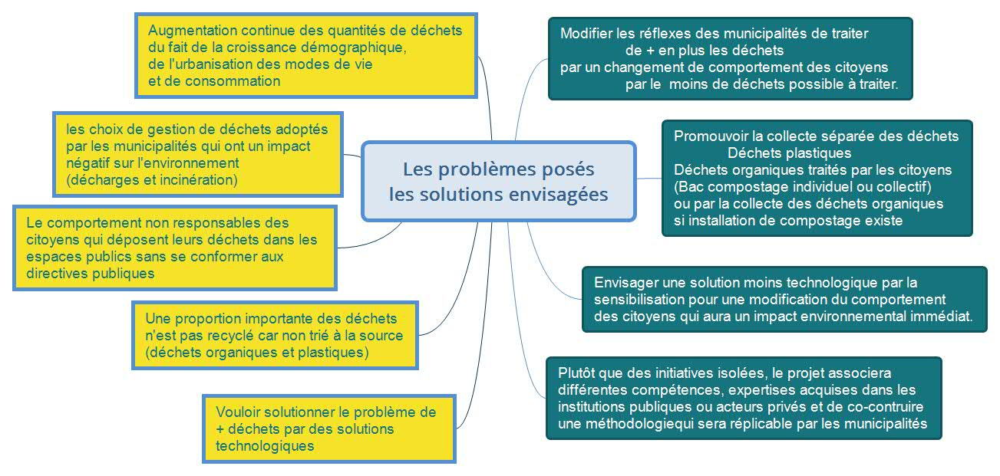 Augmentation continue des quantités de déchets
du fait de la croissance démographique,
de l'urbanisation des modes de vie
et de consommation
les choix de gestion de déchets adoptés
par les municipalités qui ont un impact
négatif sur l'environnement
(décharges et incinération)
Le comportement non responsables des
citoyens qui déposent leurs déchets dans les
espaces publics sans se conformer aux
directives publiques
Une proportion importante des déchets
n'est pas recyclé car non trié à la source
(déchets organiques et plastiques)
Vouloir solutionner le problème de
+ déchets par des solutions
technologiques
Les problèmes posés
les solutions envisagées
Modifier les réflexes des municipalités de traiter
de + en plus les déchets
par un changement de comportement des citoyens
par le moins de déchets possible à traiter.
Promouvoir la collecte séparée des déchets
Déchets plastiques
Déchets organiques traités par les citoyens
(Bac compostage individuel ou collectif)
ou par la collecte des déchets organiques
si installation de compostage existe
Envisager une solution moins technologique par la
sensibilisation pour une modification du comportement
des citoyens qui aura un impact environnemental immédiat.
Plutôt que des initiatives isolées, le projet associera
différentes compétences, expertises acquises dans les
institutions publiques ou acteurs privés et de co-contruire
une méthodologiequi sera réplicable par les municipalités